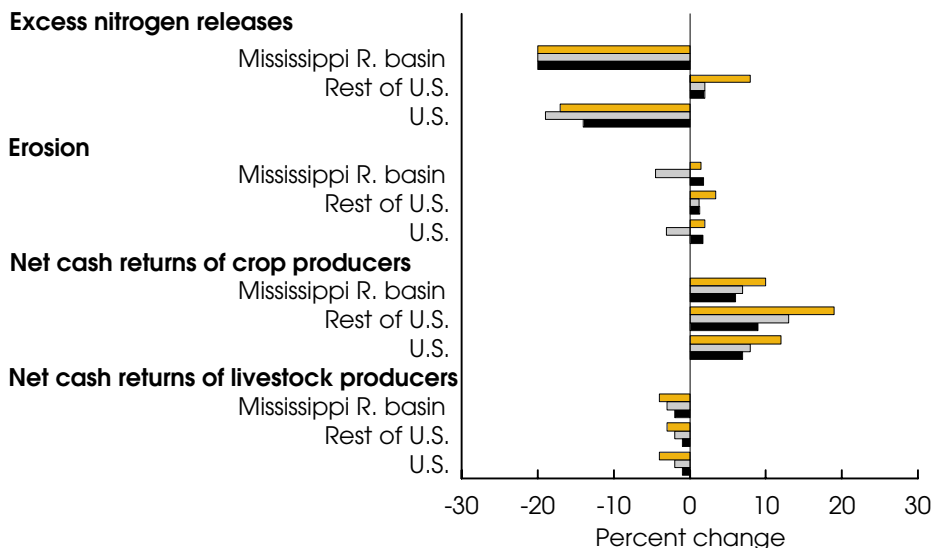 Excess nitrogen releases
Mississippi R. basin
Rest of U.S.
U.S.
Erosion
Mississippi R. basin
Rest of U.S.
U.S.
Net cash returns of crop producers
Mississippi R. basin
Rest of U.S.
U.S.
Net cash returns of livestock producers
Mississippi R. basin
Rest of U.S.
U.S.
-30 -20 -10 0 10 20 30
Percent change